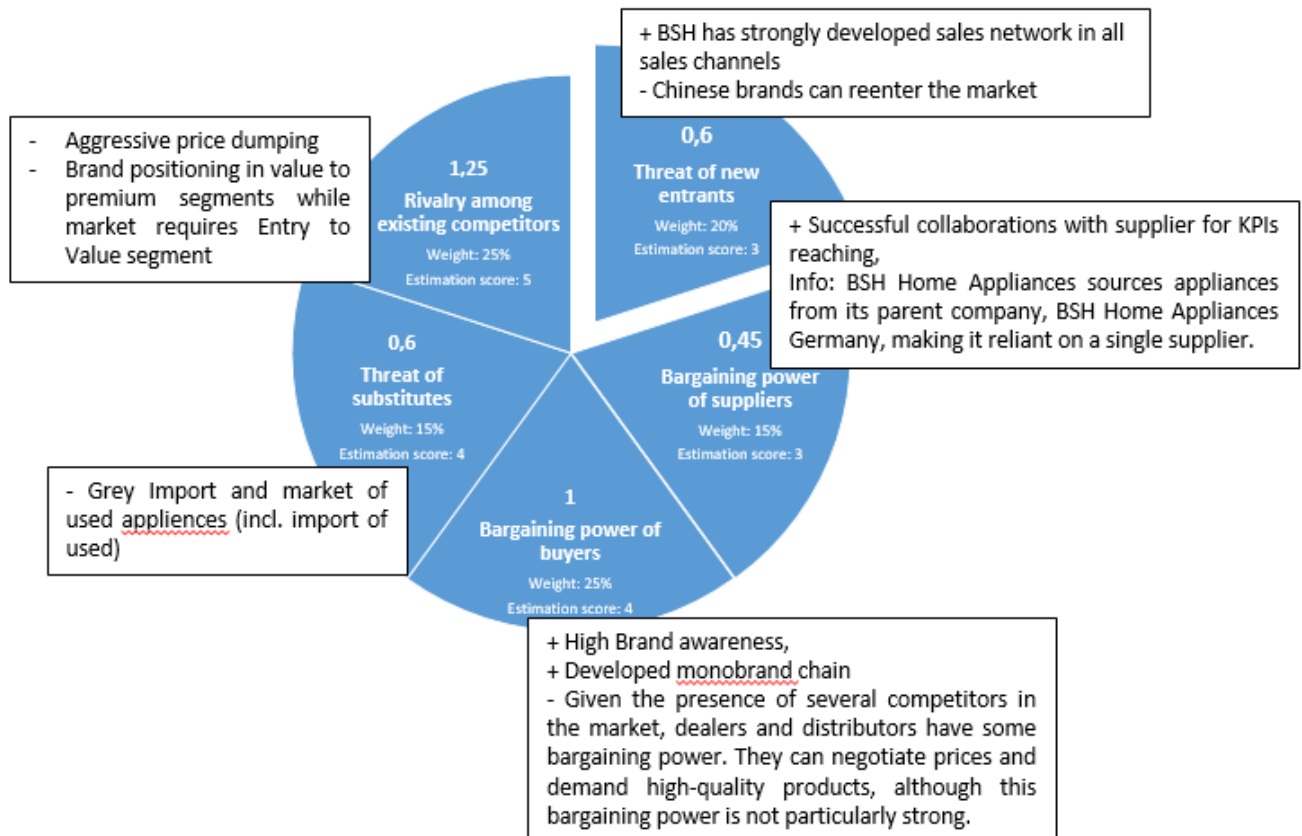 + BSH has strongly developed sales network in all
sales channels
- Chinese brands can reenter the market
0,6
Threat of new
entrants
Weight: 20%
Estimation score: 3
- Aggressive price dumping
- Brand positioning in value to
premium segments while
market requires Entry to
Value segment
1,25
Rivalry among
existing competitors
Weight: 25%
Estimation score: 5
+ Successful collaborations with supplier for KPIs
reaching,
Info: BSH Home Appliances sources appliances
from its parent company, BSH Home Appliances
Germany, making it reliant on a single supplier.
0,45
Bargaining power
of suppliers
Weight: 15%
Estimation score: 3
0,6
Threat of
substitutes
Weight: 15%
Estimation score: 4
- Grey Import and market of
used appliences (incl. import of
used)
1
Bargaining power of
buyers
Weight: 25%
Estimation score: 4
+ High Brand awareness,
+ Developed monobrand chain
- Given the presence of several competitors in
the market, dealers and distributors have some
bargaining power. They can negotiate prices and
demand high-quality products, although this
bargaining power is not particularly strong.